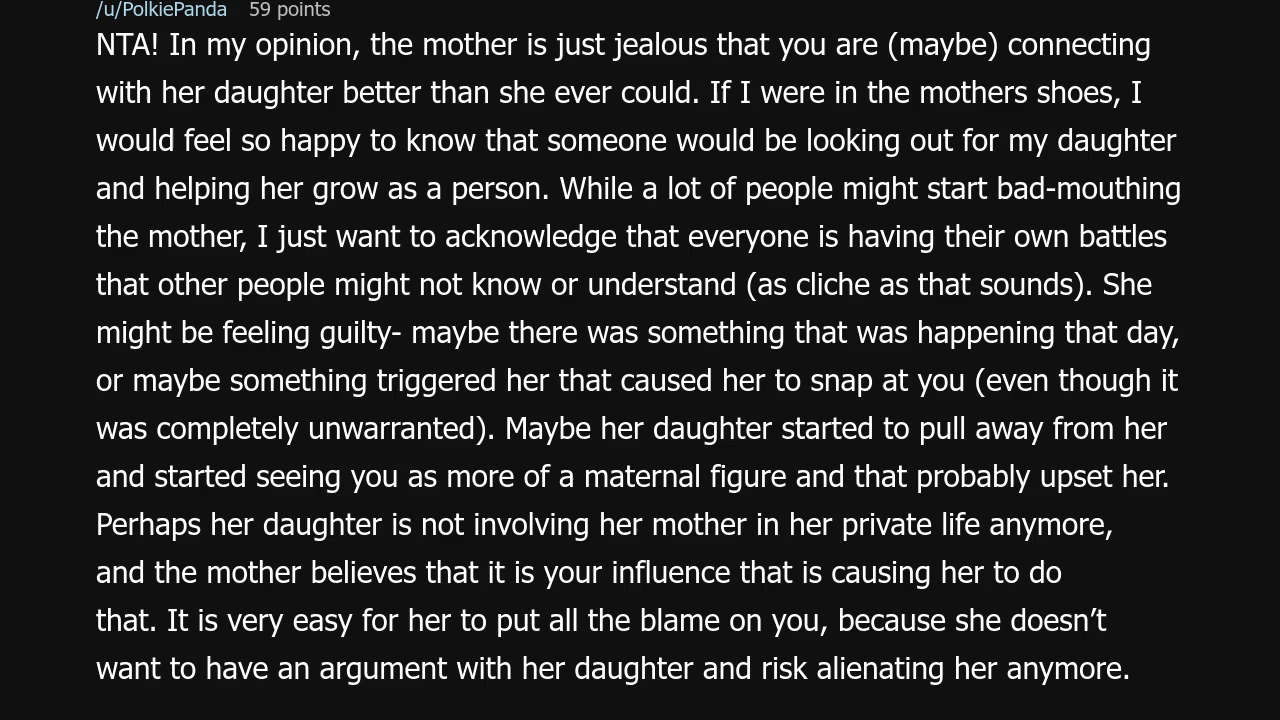 /u/PolkiePanda 59 points
NTA! In my opinion, the mother is just jealous that you are (maybe) connecting
with her daughter better than she ever could. If I were in the mothers shoes, I
would feel so happy to know that someone would be looking out for my daughter
and helping her grow as a person. While a lot of people might start bad-mouthing
the mother, I just want to acknowledge that everyone is having their own battles
that other people might not know or understand (as cliche as that sounds). She
might be feeling guilty- maybe there was something that was happening that day,
or maybe something triggered her that caused her to snap at you (even though it
was completely unwarranted). Maybe her daughter started to pull away from her
and started seeing you as more of a maternal figure and that probably upset her.
Perhaps her daughter is not involving her mother in her private life anymore,
and the mother believes that it is your influence that is causing her to do
that. It is very easy for her to put all the blame on you, because she doesn’t
want to have an argument with her daughter and risk alienating her anymore.